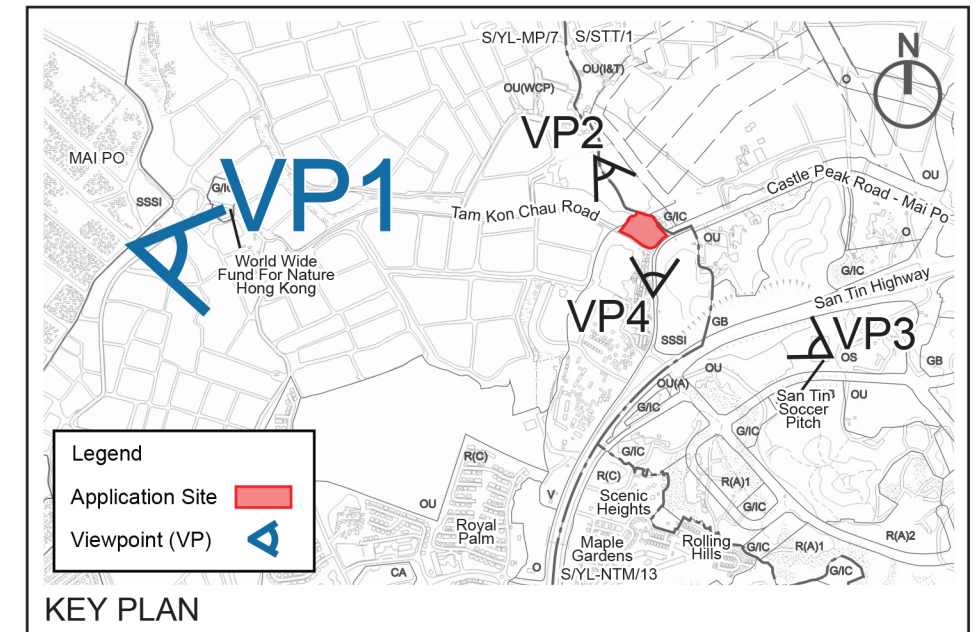 S/YL-MP/7
S/STT/1
N
OU(I&T)
O
OU(WCP)
VP2
MAI PO
SSSI
G/IC
VP1
OU
Castle Peak Road - Mai Po
Tam Kon Chau Road
G/IC
OU
O
World Wide
Fund For Nature
Hong Kong
G/IC
San Tin Highway
VP4
GB
VP3
SSSI
OS
GB
OU
OU(A)
San Tin
Soccer
Pitch
OU
G/IC
G/IC
Legend
Application Site
Viewpoint (VP)
R(C)
G/IC
R(C)
R(A)1
V
Scenic
Heights
G/IC
OU
Royal
Palm
Maple
Gardens
Rolling
Hills
G/IC
R(A)1
R(A)2
CA
O
S/YL-NTM/13
G/IC
KEY PLAN